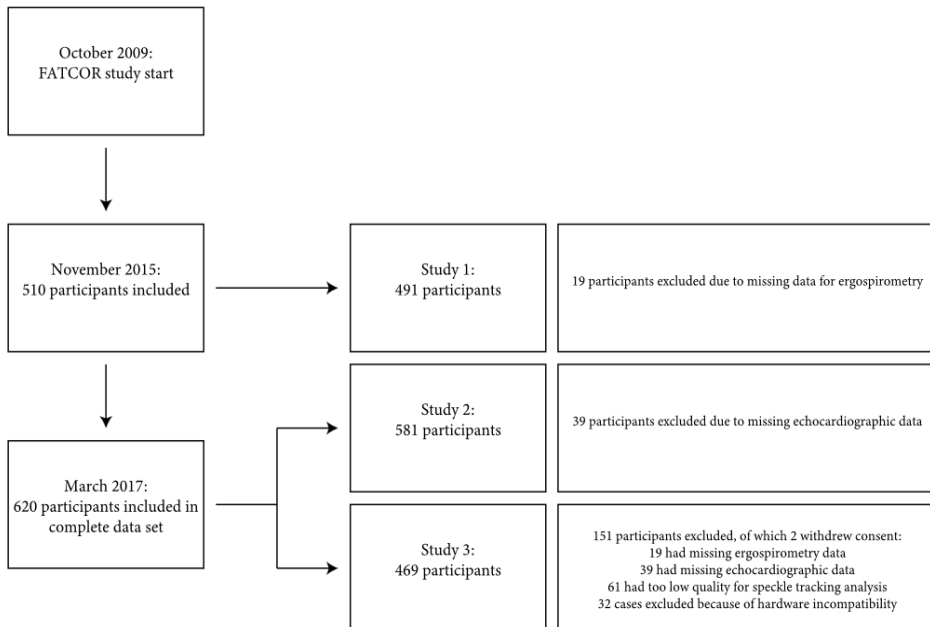 October 2009:
FATCOR study start
November 2015:
510 participants included
Study 1:
491 participants
19 participants excluded due to missing data for ergospirometry
Study 2:
581 participants
39 participants excluded due to missing echocardiographic data
March 2017:
620 participants included in
complete data set
Study 3:
469 participants
151 participants excluded, of which 2 withdrew consent:
19 had missing ergospirometry data
39 had missing echocardiographic data
61 had too low quality for speckle tracking analysis
32 cases excluded because of hardware incompatibility